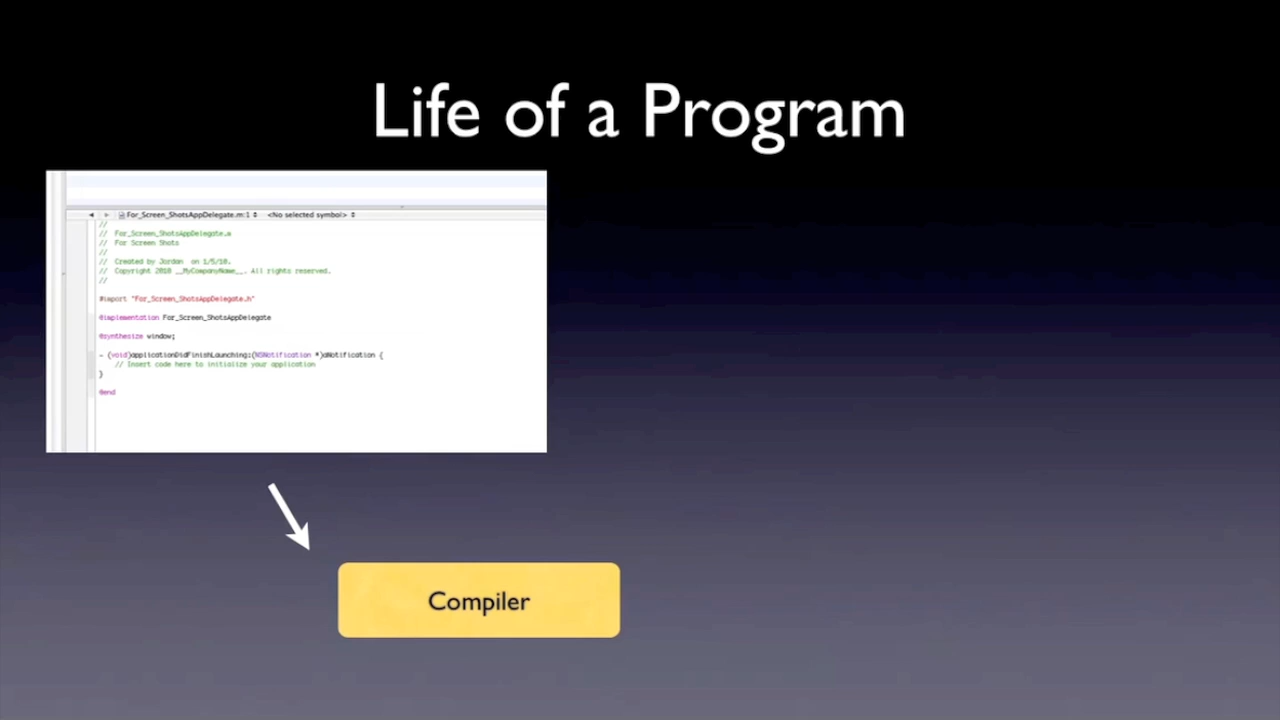 Life of a Program
For_Screen_ShotsAppDelegate.m:1 <No selected symbol>
//
// For_Screen_ShotsAppDelegate.m
// For Screen Shots
//
// Created by Jordan on 1/5/10.
// Copyright 2010 __MyCompanyName__. All rights reserved.
//
#import "For_Screen_ShotsAppDelegate.h"
@implementation For_Screen_ShotsAppDelegate
@synthesize window;
- (void)applicationDidFinishLaunching:(NSNotification *)aNotification {
// Insert code here to initialize your application
}
@end
Compiler